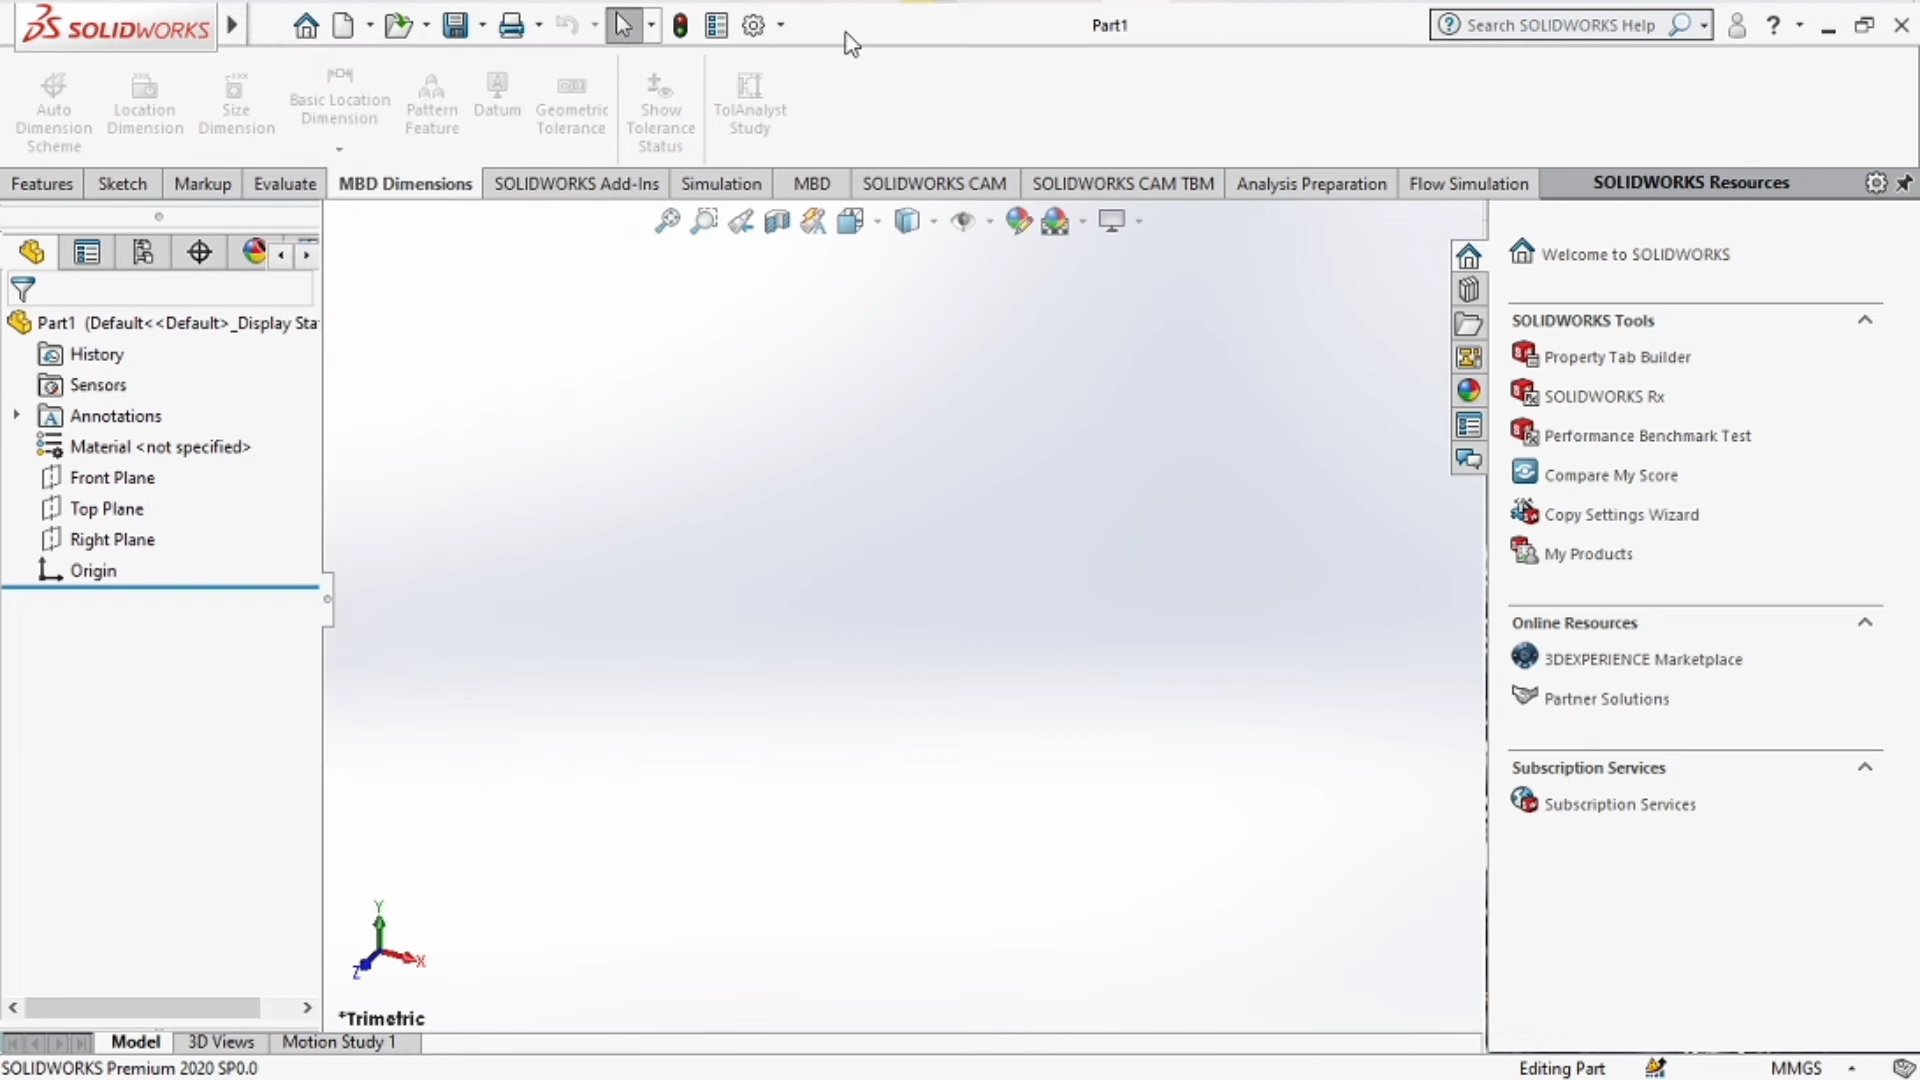 SOLIDWORKS
Part1
Search SOLIDWORKS Help
?
Auto Dimension Scheme
Location Dimension
Size Dimension
Basic Location Dimension
Pattern Feature
Datum
Geometric Tolerance
Show Tolerance Status
TolAnalyst Study
Features
Sketch
Markup
Evaluate
MBD Dimensions
SOLIDWORKS Add-Ins
Simulation
MBD
SOLIDWORKS CAM
SOLIDWORKS CAM TBM
Analysis Preparation
Flow Simulation
SOLIDWORKS Resources
Part1 (Default<<Default>_Display Sta
History
Sensors
Annotations
Material <not specified>
Front Plane
Top Plane
Right Plane
Origin
Welcome to SOLIDWORKS
SOLIDWORKS Tools
Property Tab Builder
SOLIDWORKS Rx
Performance Benchmark Test
Compare My Score
Copy Settings Wizard
My Products
Online Resources
3DEXPERIENCE Marketplace
Partner Solutions
Subscription Services
Subscription Services
Y
X
Z
*Trimetric
Model
3D Views
Motion Study 1
SOLIDWORKS Premium 2020 SP0.0
Editing Part
MMGS